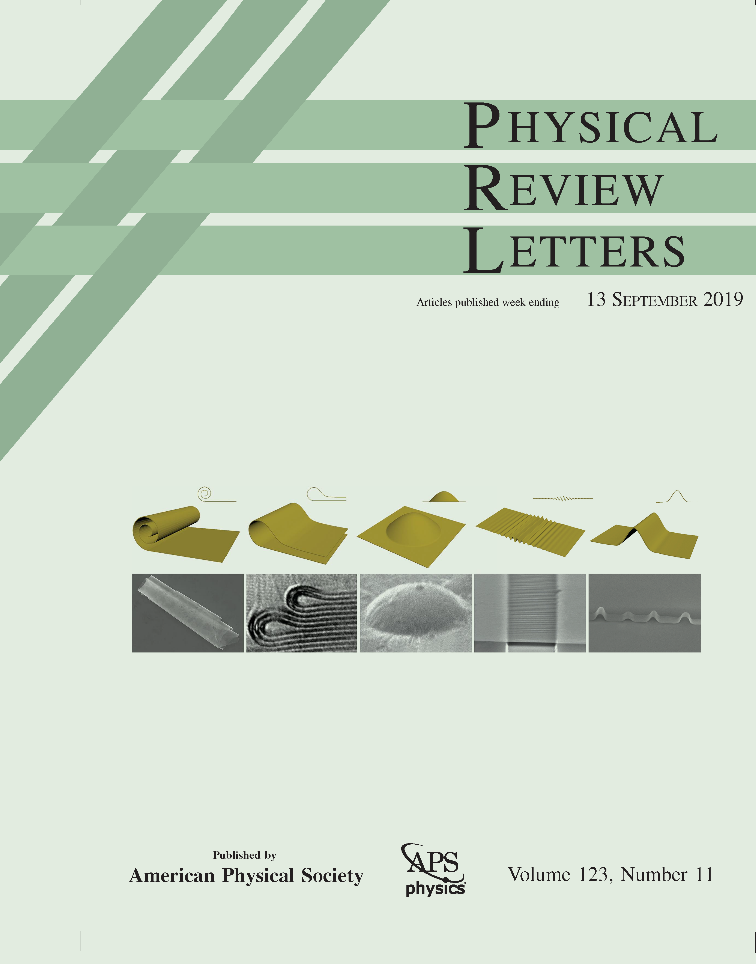 PHYSICAL
REVIEW
LETTERS
Articles published week ending 13 SEPTEMBER 2019
Published by
American Physical Society
APS
physics
Volume 123, Number 11